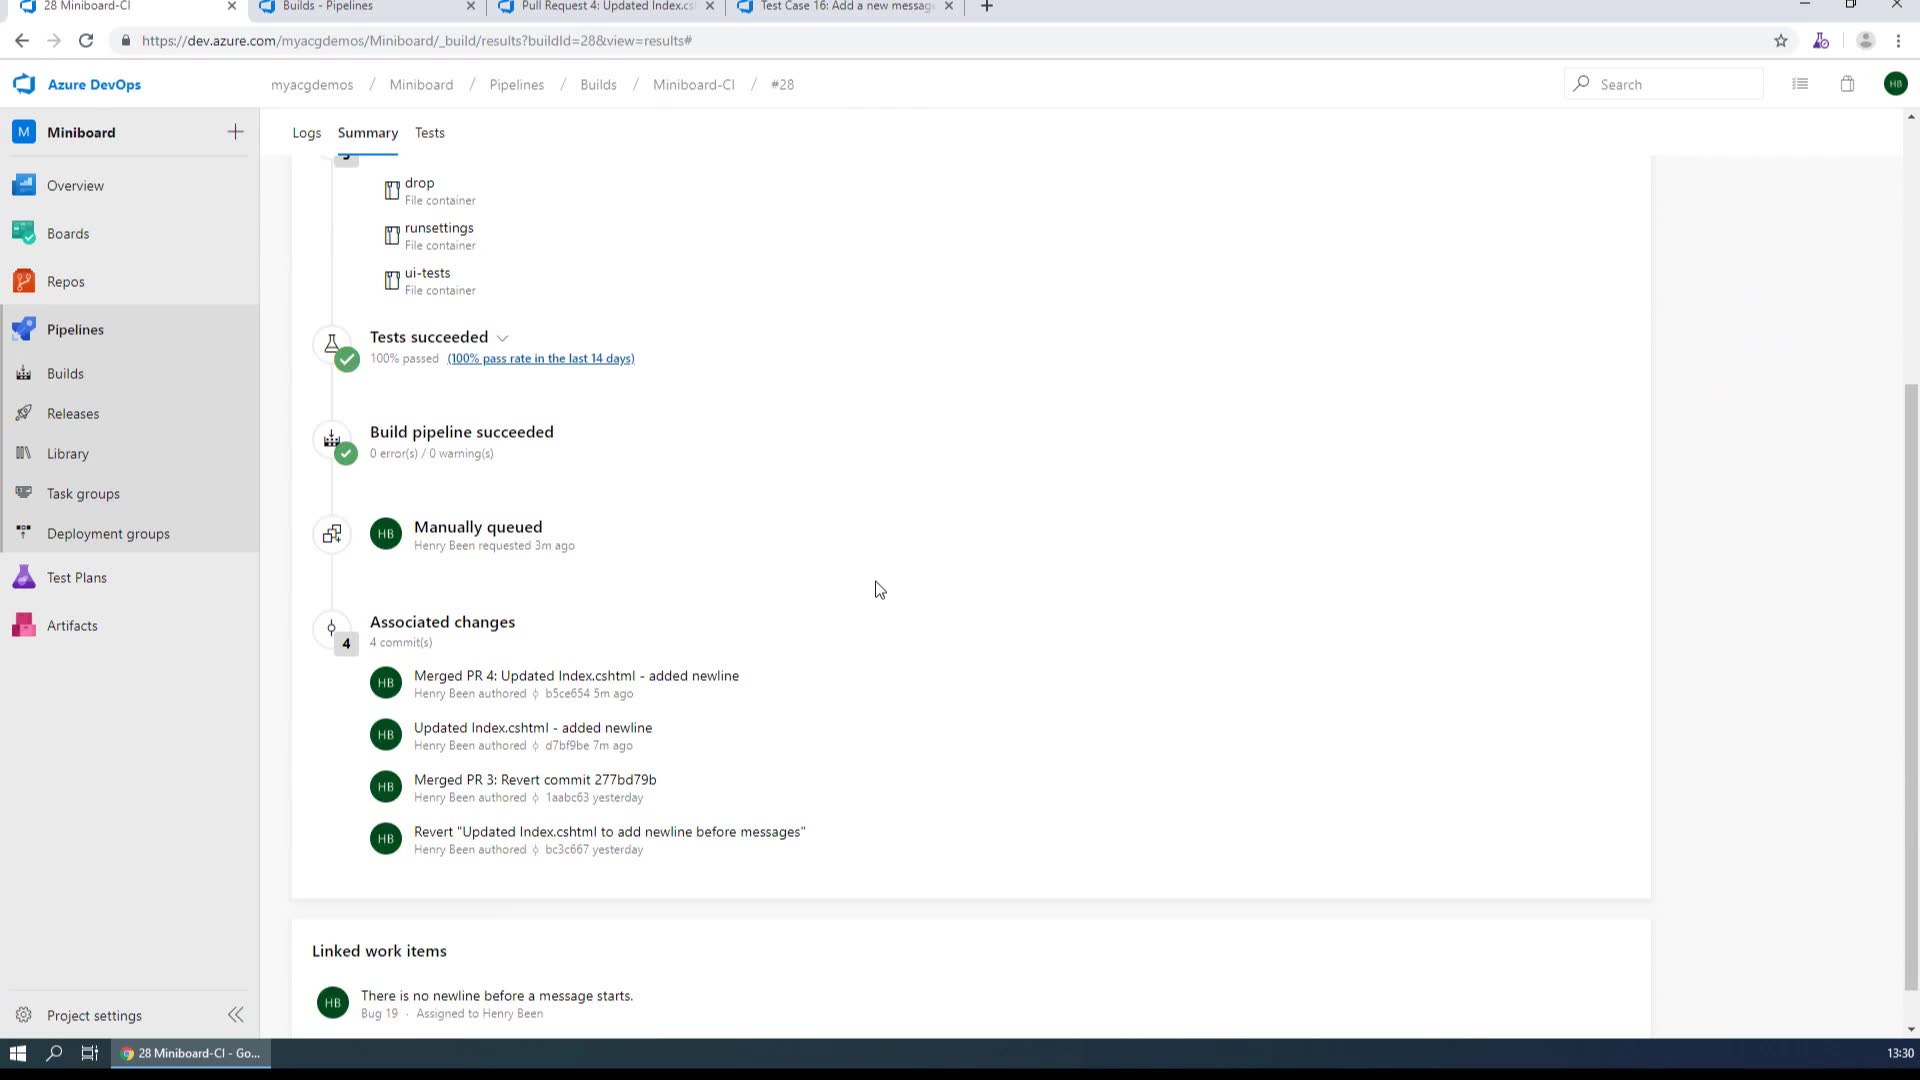 28 Miniboard-CI
Builds - Pipelines
Pull Request 4: Updated Index.cs
Test Case 16: Add a new message
https://dev.azure.com/myacgdemos/Miniboard/_build/results?buildId=28&view=results#
Azure DevOps
myacgdemos / Miniboard / Pipelines / Builds / Miniboard-CI / #28
Search
HB
M
Miniboard
Overview
Boards
Repos
Pipelines
Builds
Releases
Library
Task groups
Deployment groups
Test Plans
Artifacts
Project settings
Logs
Summary
Tests
drop
File container
runsettings
File container
ui-tests
File container
Tests succeeded
100% passed (100% pass rate in the last 14 days)
Build pipeline succeeded
0 error(s) / 0 warning(s)
HB
Manually queued
Henry Been requested 3m ago
Associated changes
4
4 commit(s)
HB
Merged PR 4: Updated Index.cshtml - added newline
Henry Been authored b5ce654 5m ago
HB
Updated Index.cshtml - added newline
Henry Been authored d7bf9be 7m ago
HB
Merged PR 3: Revert commit 277bd79b
Henry Been authored 1aabc63 yesterday
HB
Revert "Updated Index.cshtml to add newline before messages"
Henry Been authored bc3c667 yesterday
Linked work items
HB
There is no newline before a message starts.
Bug 19 · Assigned to Henry Been
28 Miniboard-CI - Go...
13:30